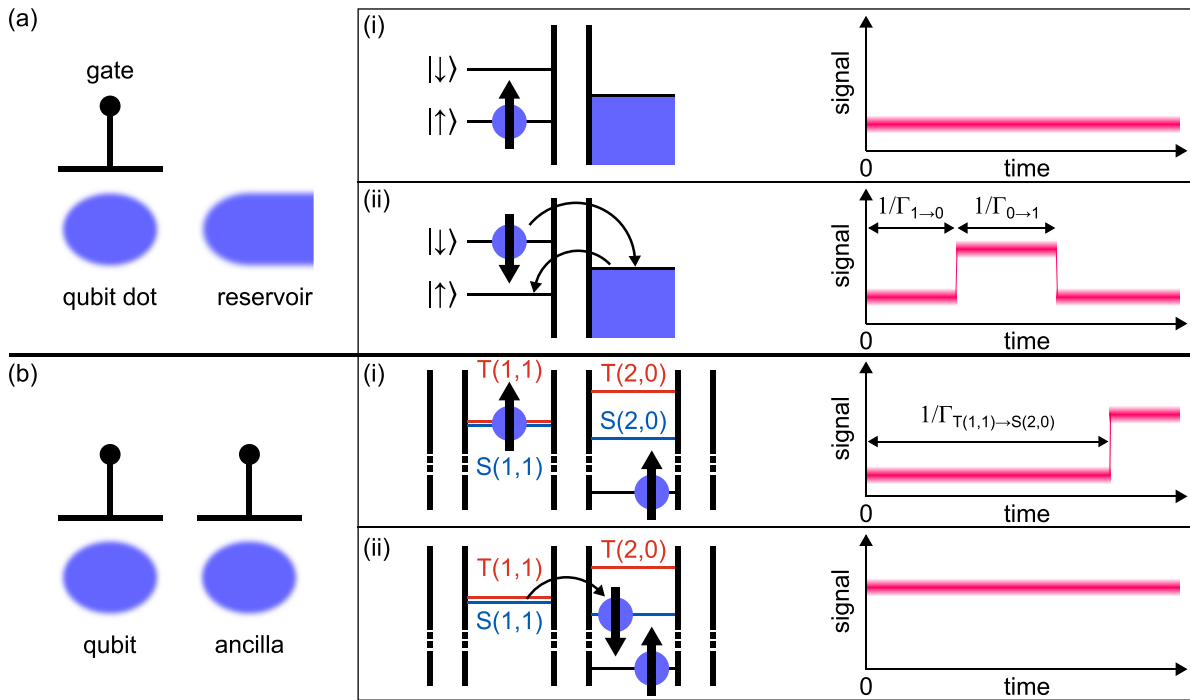 (a)
gate
qubit dot
reservoir
(i)
|↓⟩
|↑⟩
signal
0
time
(ii)
|↓⟩
|↑⟩
1/Γ1→0
1/Γ0→1
signal
0
time
(b)
qubit
ancilla
(i)
T(1,1)
T(2,0)
S(2,0)
S(1,1)
1/ΓT(1,1)→S(2,0)
signal
0
time
(ii)
T(1,1)
T(2,0)
S(1,1)
signal
0
time